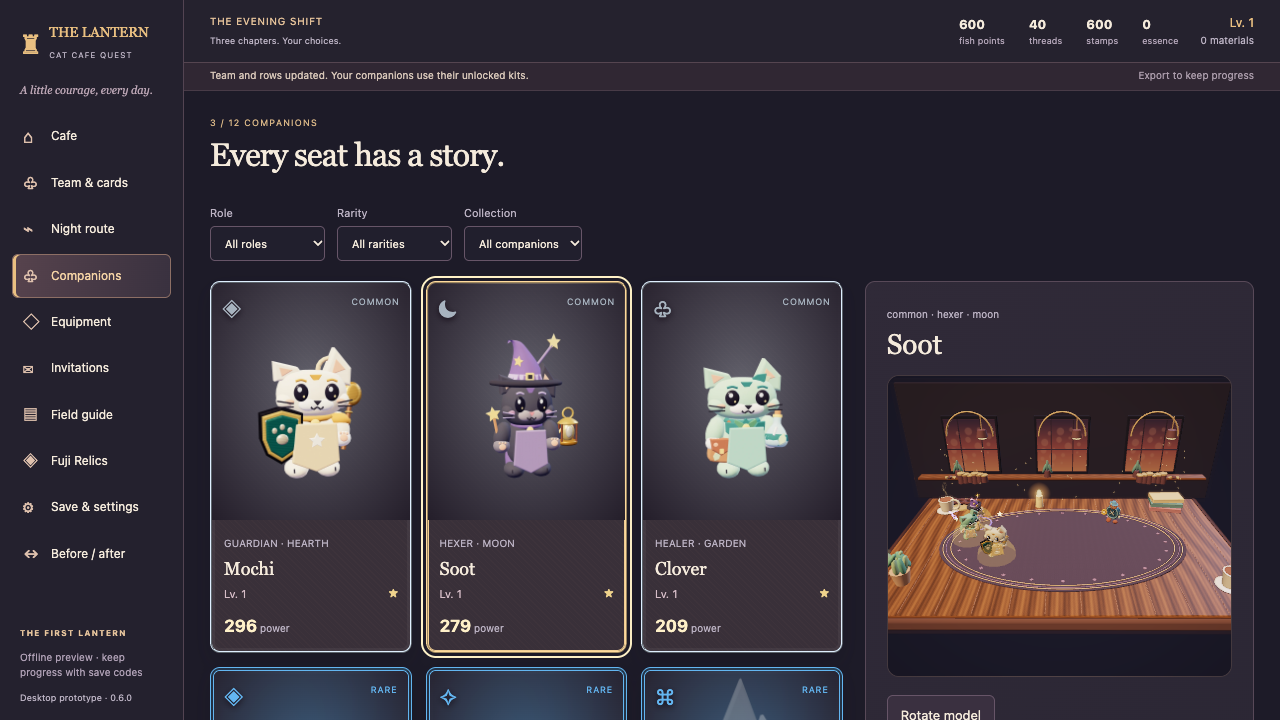 THE LANTERN
CAT CAFE QUEST
A little courage, every day.
Cafe
Team & cards
Night route
Companions
Equipment
Invitations
Field guide
Fuji Relics
Save & settings
Before / after
THE FIRST LANTERN
Offline preview · keep
progress with save codes
Desktop prototype · 0.6.0
THE EVENING SHIFT
Three chapters. Your choices.
600 fish points
40 threads
600 stamps
0 essence
Lv. 1
0 materials
Team and rows updated. Your companions use their unlocked kits.
Export to keep progress
3 / 12 COMPANIONS
Every seat has a story.
Role
All roles
Rarity
All rarities
Collection
All companions
COMMON
GUARDIAN · HEARTH
Mochi
Lv. 1
296 power
COMMON
HEXER · MOON
Soot
Lv. 1
279 power
COMMON
HEALER · GARDEN
Clover
Lv. 1
209 power
RARE
RARE
RARE
common · hexer · moon
Soot
Rotate model